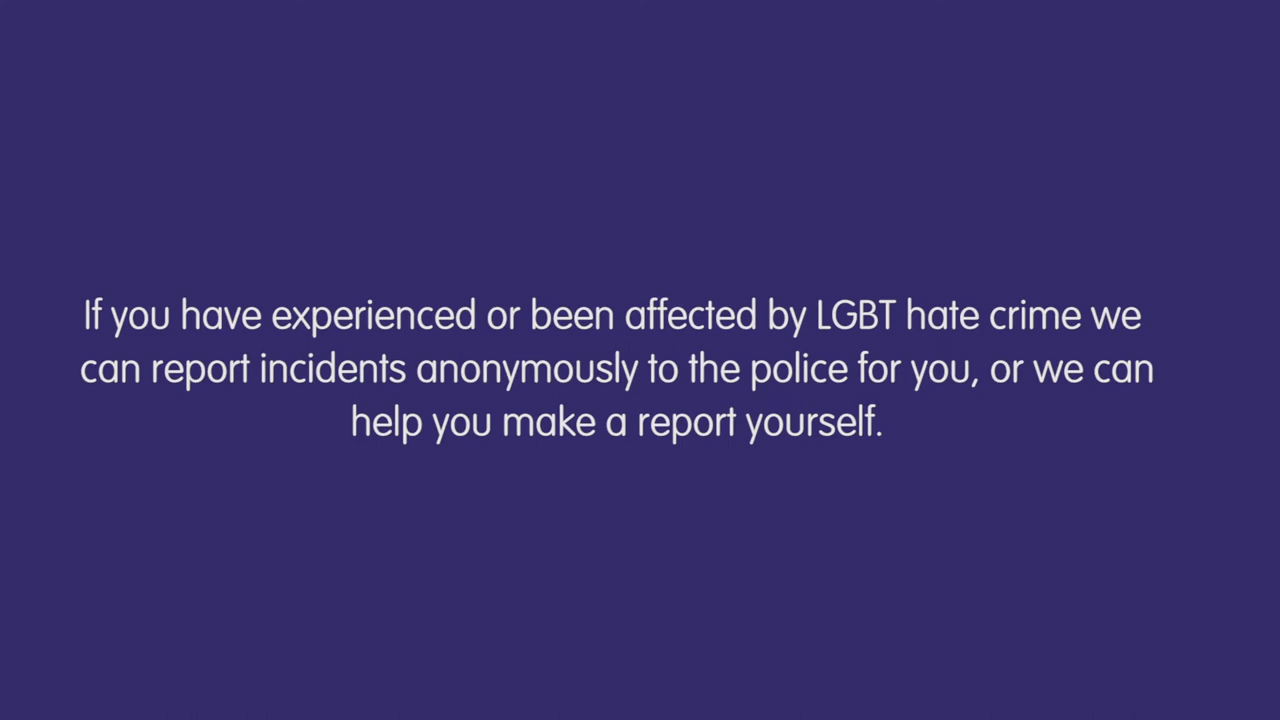 If you have experienced or been affected by LGBT hate crime we
can report incidents anonymously to the police for you, or we can
help you make a report yourself.